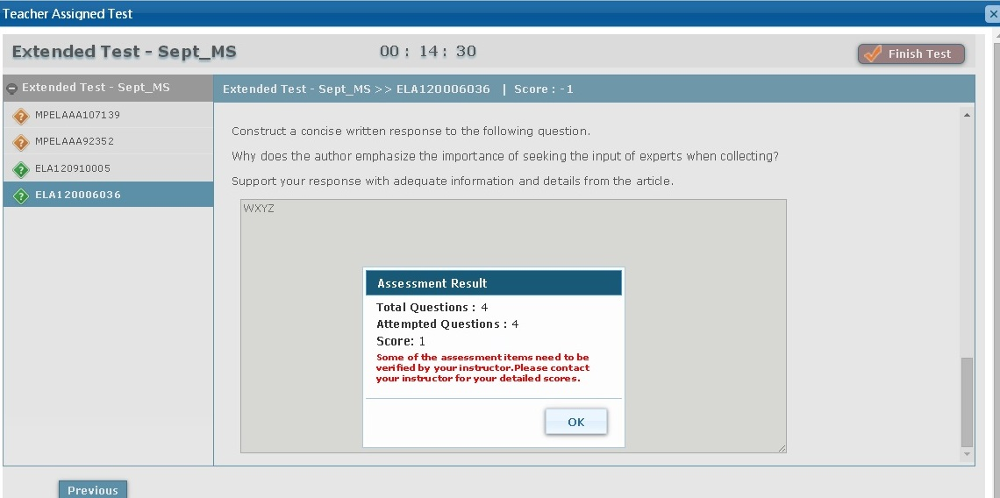 Teacher Assigned Test
Extended Test - Sept_MS
00 : 14 : 30
Finish Test
Extended Test - Sept_MS
MPELAAA107139
MPELAAA92352
ELA120910005
ELA120006036
Extended Test - Sept_MS >> ELA120006036 | Score : -1
Construct a concise written response to the following question.
Why does the author emphasize the importance of seeking the input of experts when collecting?
Support your response with adequate information and details from the article.
WXYZ
Assessment Result
Total Questions : 4
Attempted Questions : 4
Score: 1
Some of the assessment items need to be
verified by your instructor.Please contact
your instructor for your detailed scores.
OK
Previous